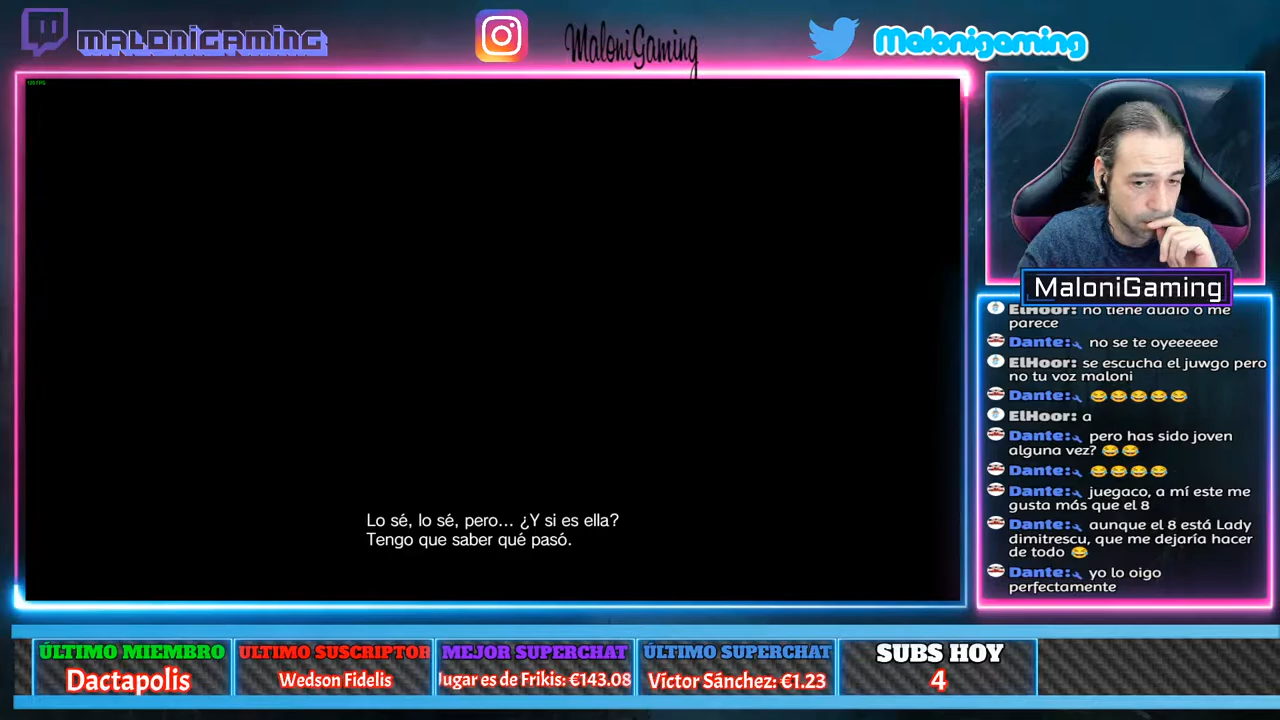 MALONIGAMING
MaloniGaming
Malonigaming
120 FPS
Lo sé, lo sé, pero... ¿Y si es ella?
Tengo que saber qué pasó.
MaloniGaming
ElHoor: no tiene audio o me
parece
Dante: no se te oyeeeeee
ElHoor: se escucha el juwgo pero
no tu voz maloni
Dante: 😂😂😂😂😂
ElHoor: a
Dante: pero has sido joven
alguna vez? 😂😂
Dante: 😂😂😂😂
Dante: juegaco, a mí este me
gusta más que el 8
Dante: aunque el 8 está Lady
dimitrescu, que me dejaría hacer
de todo 😂
Dante: yo lo oigo
perfectamente
ÚLTIMO MIEMBRO
Dactapolis
ULTIMO SUSCRIPTOR
Wedson Fidelis
MEJOR SUPERCHAT
Jugar es de Frikis: €143.08
ÚLTIMO SUPERCHAT
Víctor Sánchez: €1.23
SUBS HOY
4